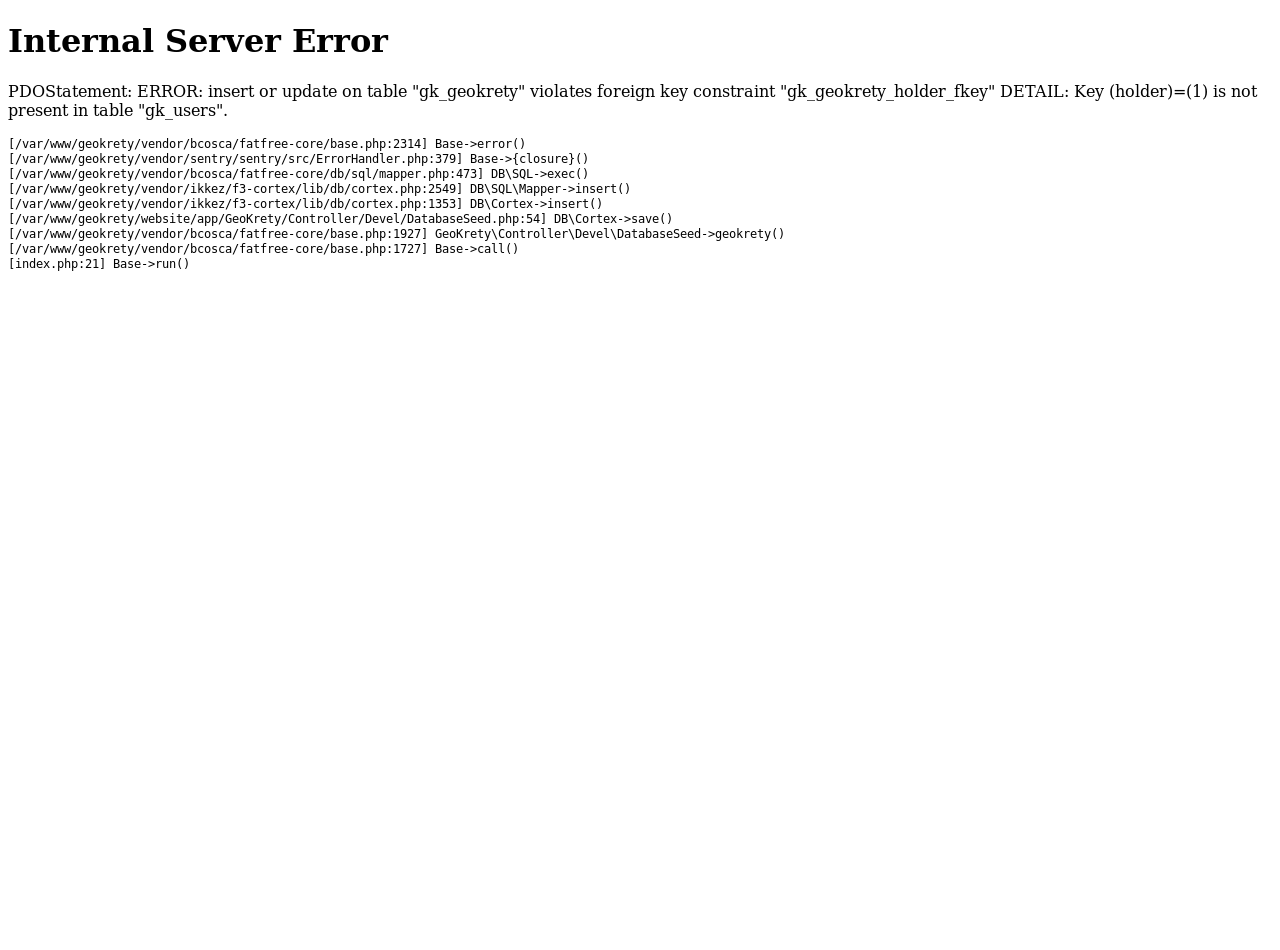 Internal Server Error
PDOStatement: ERROR: insert or update on table "gk_geokrety" violates foreign key constraint "gk_geokrety_holder_fkey" DETAIL: Key (holder)=(1) is not
present in table "gk_users".
[/var/www/geokrety/vendor/bcosca/fatfree-core/base.php:2314] Base->error()
[/var/www/geokrety/vendor/sentry/sentry/src/ErrorHandler.php:379] Base->{closure}()
[/var/www/geokrety/vendor/bcosca/fatfree-core/db/sql/mapper.php:473] DB\SQL->exec()
[/var/www/geokrety/vendor/ikkez/f3-cortex/lib/db/cortex.php:2549] DB\SQL\Mapper->insert()
[/var/www/geokrety/vendor/ikkez/f3-cortex/lib/db/cortex.php:1353] DB\Cortex->insert()
[/var/www/geokrety/website/app/GeoKrety/Controller/Devel/DatabaseSeed.php:54] DB\Cortex->save()
[/var/www/geokrety/vendor/bcosca/fatfree-core/base.php:1927] GeoKrety\Controller\Devel\DatabaseSeed->geokrety()
[/var/www/geokrety/vendor/bcosca/fatfree-core/base.php:1727] Base->call()
[index.php:21] Base->run()